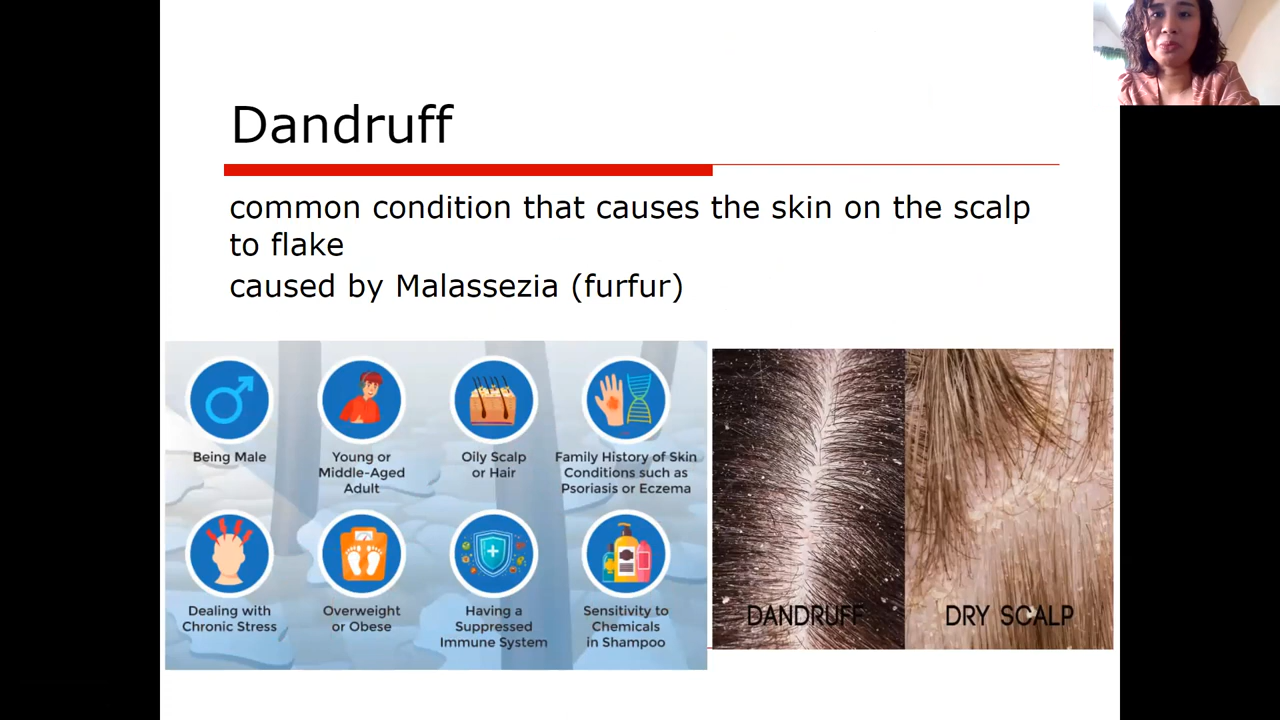 Dandruff
common condition that causes the skin on the scalp
to flake
caused by Malassezia (furfur)
Being Male
Young or
Middle-Aged
Adult
Oily Scalp
or Hair
Family History of Skin
Conditions such as
Psoriasis or Eczema
Dealing with
Chronic Stress
Overweight
or Obese
Having a
Suppressed
Immune System
Sensitivity to
Chemicals
in Shampoo
DANDRUFF
DRY SCALP